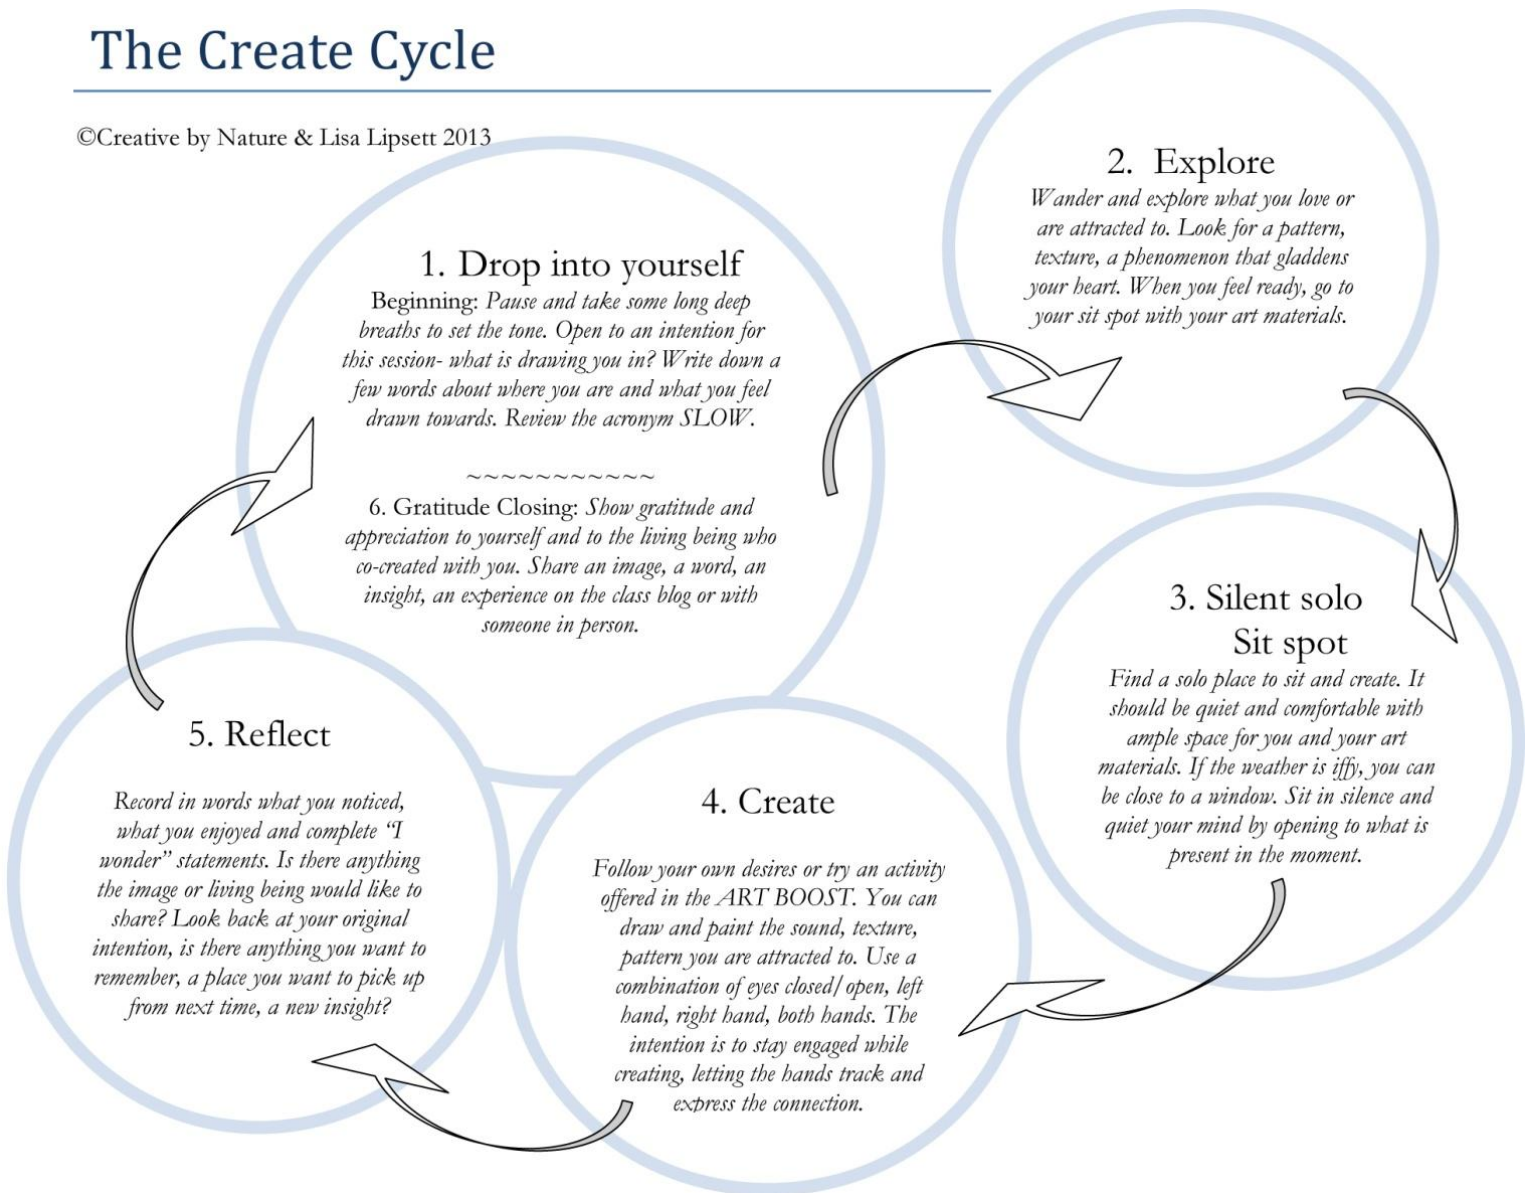 The Create Cycle
©Creative by Nature & Lisa Lipsett 2013
1. Drop into yourself
Beginning: Pause and take some long deep
breaths to set the tone. Open to an intention for
this session- what is drawing you in? Write down a
few words about where you are and what you feel
drawn towards. Review the acronym SLOW.
~~~~~~~~~~~
6. Gratitude Closing: Show gratitude and
appreciation to yourself and to the living being who
co-created with you. Share an image, a word, an
insight, an experience on the class blog or with
someone in person.
2. Explore
Wander and explore what you love or
are attracted to. Look for a pattern,
texture, a phenomenon that gladdens
your heart. When you feel ready, go to
your sit spot with your art materials.
3. Silent solo
Sit spot
Find a solo place to sit and create. It
should be quiet and comfortable with
ample space for you and your art
materials. If the weather is iffy, you can
be close to a window. Sit in silence and
quiet your mind by opening to what is
present in the moment.
4. Create
Follow your own desires or try an activity
offered in the ART BOOST. You can
draw and paint the sound, texture,
pattern you are attracted to. Use a
combination of eyes closed/open, left
hand, right hand, both hands. The
intention is to stay engaged while
creating, letting the hands track and
express the connection.
5. Reflect
Record in words what you noticed,
what you enjoyed and complete “I
wonder” statements. Is there anything
the image or living being would like to
share? Look back at your original
intention, is there anything you want to
remember, a place you want to pick up
from next time, a new insight?